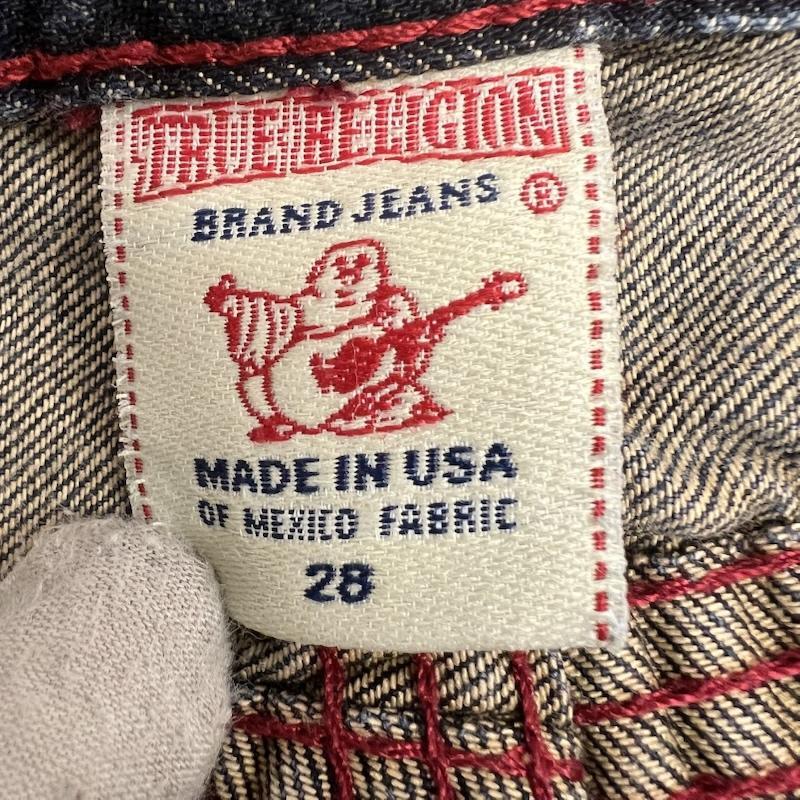 TRUE RELIGION
BRAND JEANS ®
MADE IN USA
OF MEXICO FABRIC
28